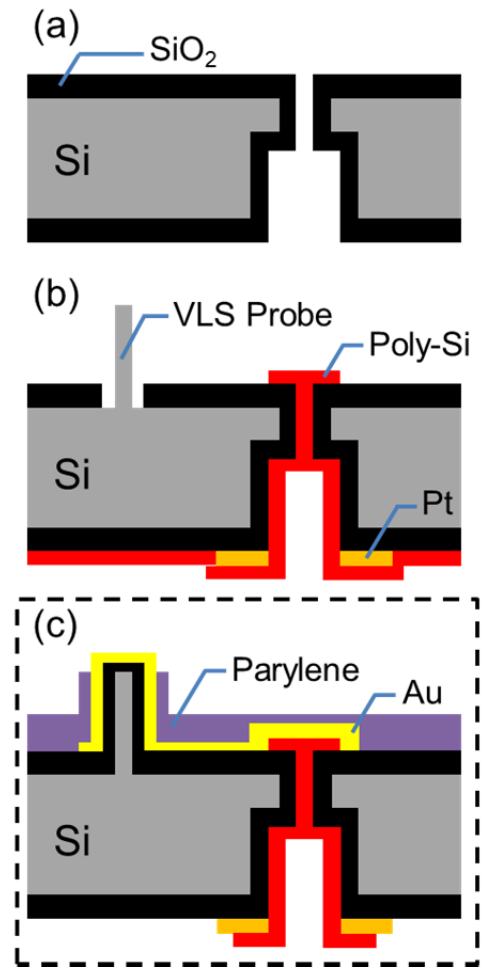 (a)
SiO₂
Si
(b)
VLS Probe
Poly-Si
Si
Pt
(c)
Parylene
Au
Si